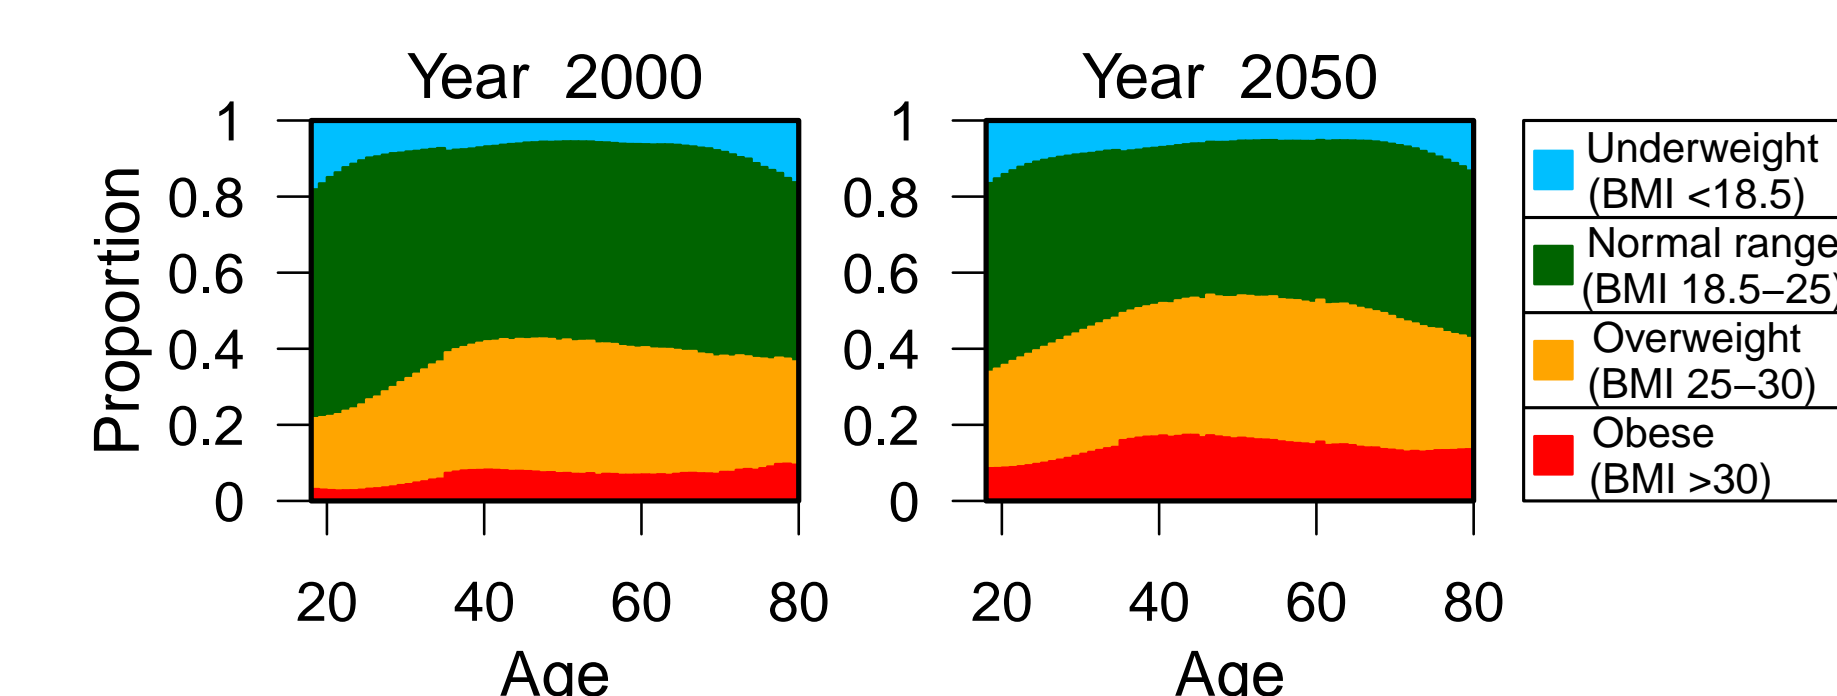 Year 2000
Year 2050
Proportion
1
0.8
0.6
0.4
0.2
0
20 40 60 80
Age
1
0.8
0.6
0.4
0.2
0
20 40 60 80
Age
Underweight
(BMI <18.5)
Normal range
(BMI 18.5–25)
Overweight
(BMI 25–30)
Obese
(BMI >30)